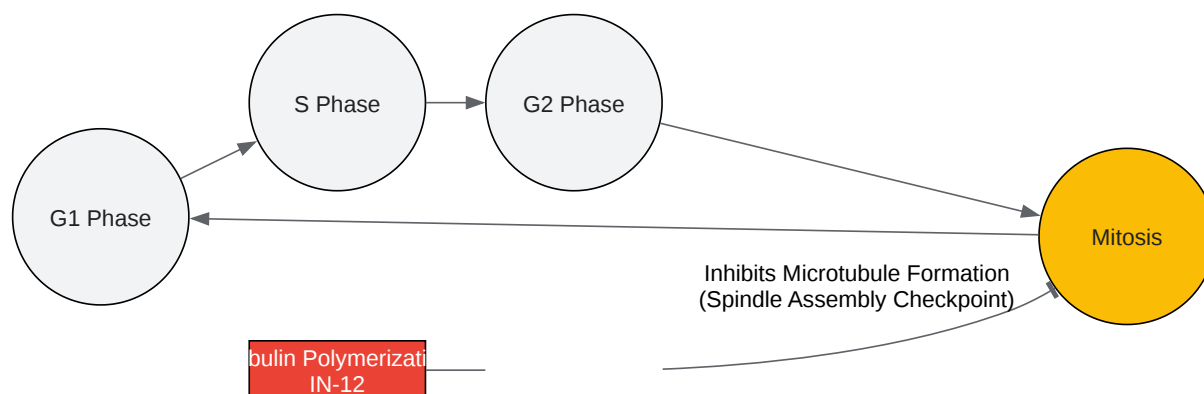 S Phase
G2 Phase
G1 Phase
Mitosis
Inhibits Microtubule Formation
(Spindle Assembly Checkpoint)
bulin Polymerizati
IN-12